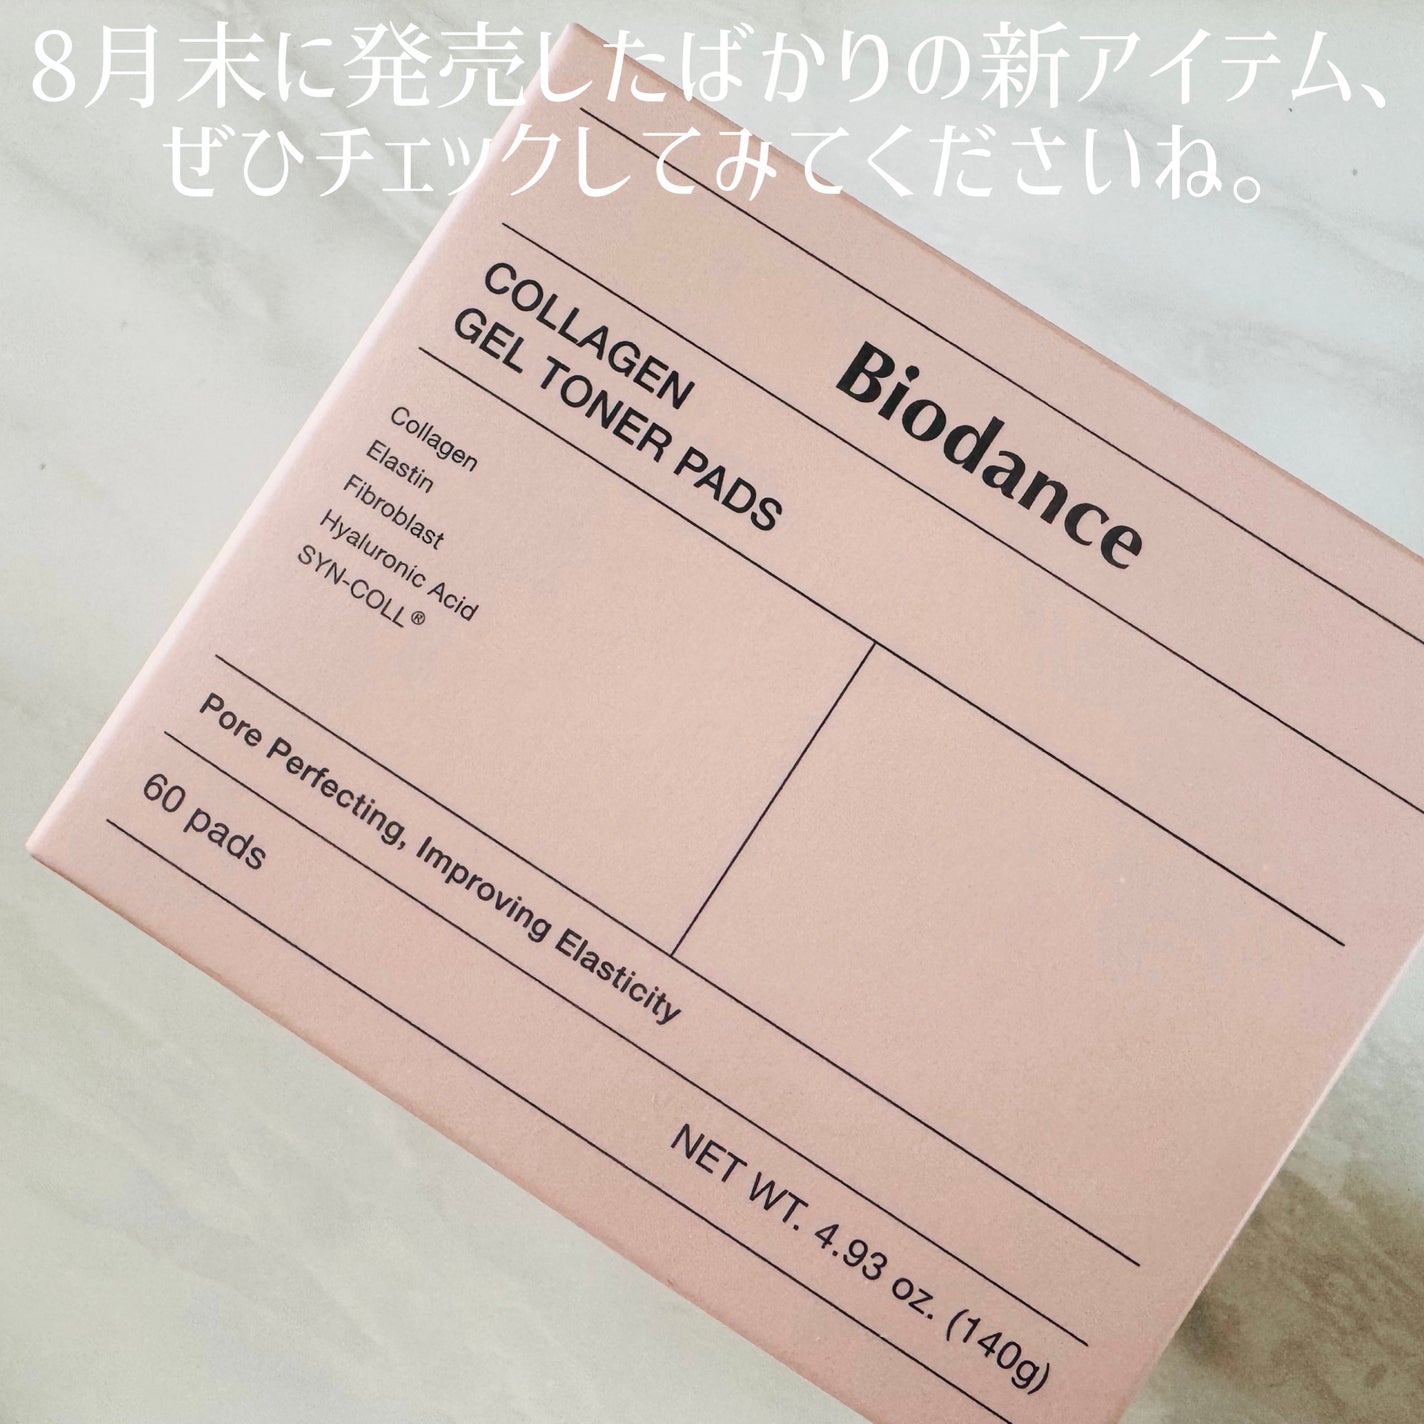 8月末に発売したばかりの新アイテム、
ぜひチェックしてみてくださいね。
Biodance
COLLAGEN
GEL TONER PADS
Collagen
Elastin
Fibroblast
Hyaluronic Acid
SYN-COLL®
Pore Perfecting, Improving Elasticity
60 pads
NET WT. 4.93 oz. (140g)